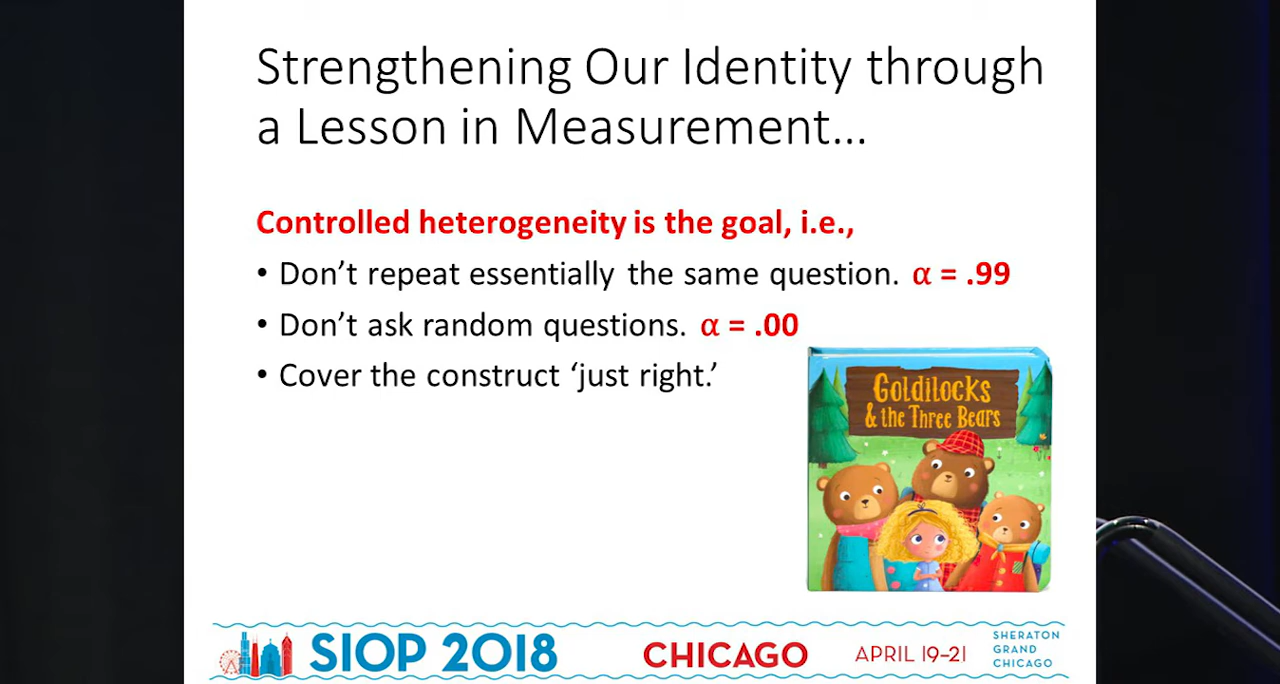 Strengthening Our Identity through
a Lesson in Measurement...
Controlled heterogeneity is the goal, i.e.,
• Don’t repeat essentially the same question. α = .99
• Don’t ask random questions. α = .00
• Cover the construct ‘just right.’
Goldilocks
& the Three Bears
SIOP 2018
CHICAGO
APRIL 19–21
SHERATON
GRAND
CHICAGO